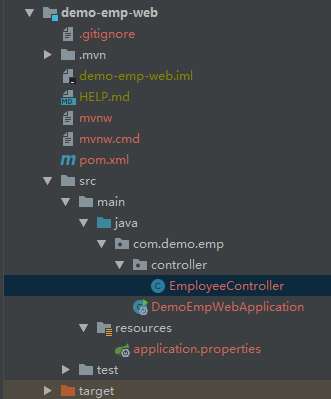 demo-emp-web
.gitignore
.mvn
demo-emp-web.iml
HELP.md
mvnw
mvnw.cmd
pom.xml
src
main
java
com.demo.emp
controller
EmployeeController
DemoEmpWebApplication
resources
application.properties
test
target